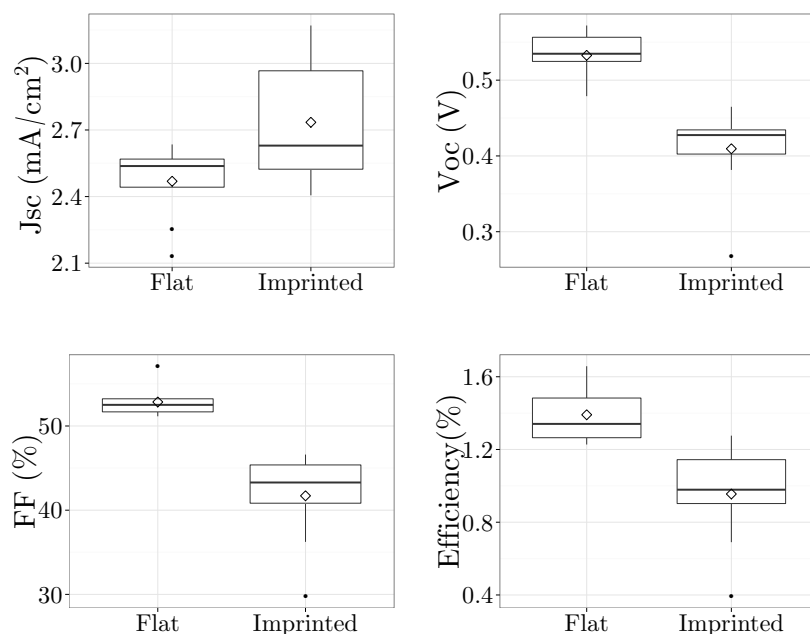 Jsc (mA/cm²)
3.0
2.7
2.4
2.1
Flat Imprinted
Voc (V)
0.5
0.4
0.3
Flat Imprinted
FF (%)
50
40
30
Flat Imprinted
Efficiency(%)
1.6
1.2
0.8
0.4
Flat Imprinted